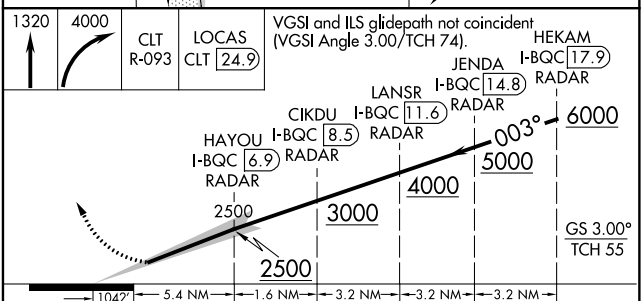 1320
4000
CLT
R-093
LOCAS
CLT 24.9
VGSI and ILS glidepath not coincident
(VGSI Angle 3.00/TCH 74).
HEKAM
I-BQC 17.9
RADAR
JENDA
I-BQC 14.8
RADAR
LANSR
I-BQC 11.6
RADAR
CIKDU
I-BQC 8.5
RADAR
HAYOU
I-BQC 6.9
RADAR
003°
6000
5000
4000
3000
2500
2500
GS 3.00°
TCH 55
1042'
5.4 NM
1.6 NM
3.2 NM
3.2 NM
3.2 NM